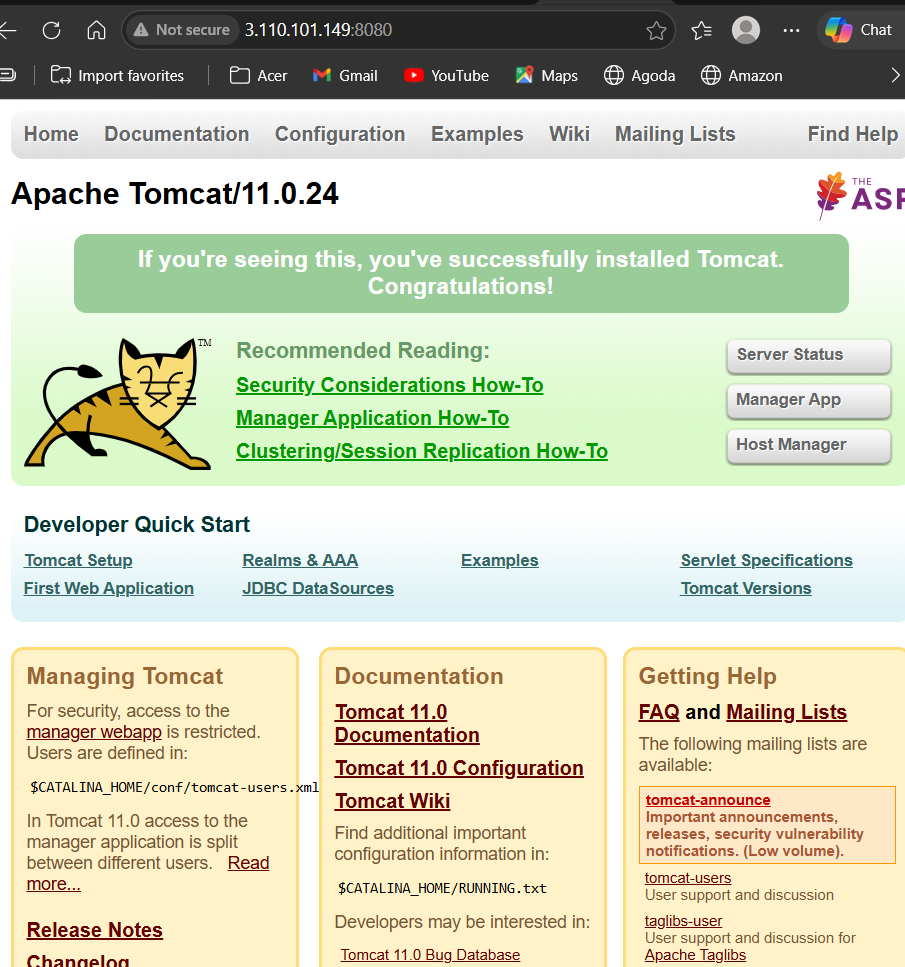 Not secure 3.110.101.149:8080 Chat
Import favorites Acer Gmail YouTube Maps Agoda Amazon
Home Documentation Configuration Examples Wiki Mailing Lists Find Help
Apache Tomcat/11.0.24
THE
If you're seeing this, you've successfully installed Tomcat.
Congratulations!
TM
Recommended Reading:
Security Considerations How-To
Manager Application How-To
Clustering/Session Replication How-To
Server Status
Manager App
Host Manager
Developer Quick Start
Tomcat Setup
First Web Application
Realms & AAA
JDBC DataSources
Examples
Servlet Specifications
Tomcat Versions
Managing Tomcat
For security, access to the
manager webapp is restricted.
Users are defined in:
$CATALINA_HOME/conf/tomcat-users.xml
In Tomcat 11.0 access to the
manager application is split
between different users. Read
more...
Release Notes
Changelog
Documentation
Tomcat 11.0
Documentation
Tomcat 11.0 Configuration
Tomcat Wiki
Find additional important
configuration information in:
$CATALINA_HOME/RUNNING.txt
Developers may be interested in:
Tomcat 11.0 Bug Database
Getting Help
FAQ and Mailing Lists
The following mailing lists are
available:
tomcat-announce
Important announcements,
releases, security vulnerability
notifications. (Low volume).
tomcat-users
User support and discussion
taglibs-user
User support and discussion for
Apache Taglibs